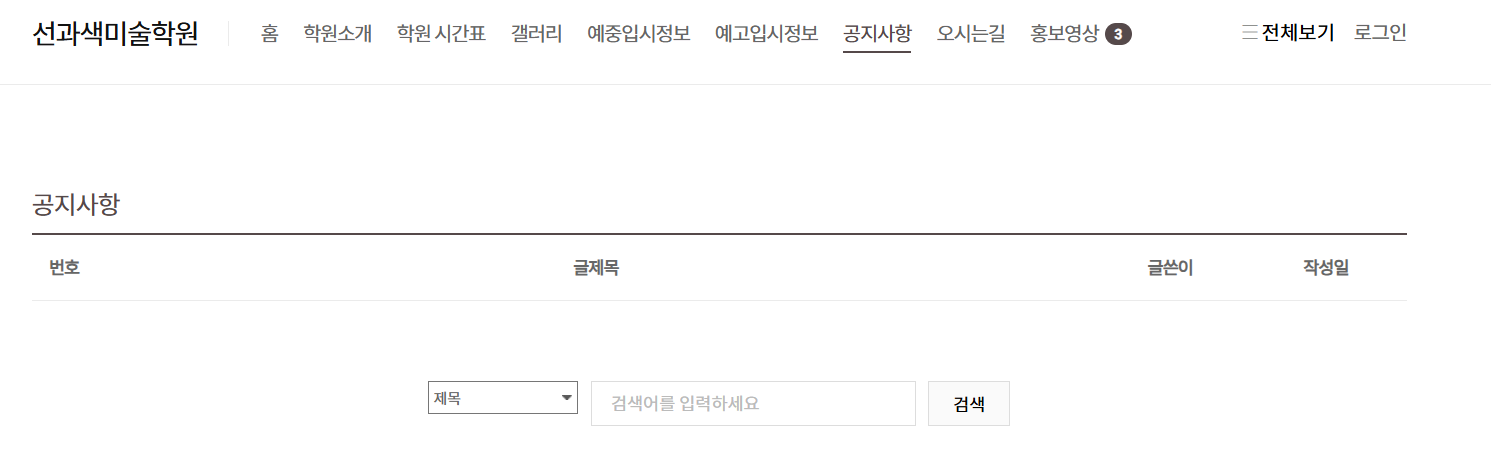 선과색미술학원 홈 학원소개 학원 시간표 갤러리 예중입시정보 예고입시정보 공지사항 오시는길 홍보영상 3 전체보기 로그인
공지사항
번호 글제목 글쓴이 작성일
제목 검색어를 입력하세요 검색